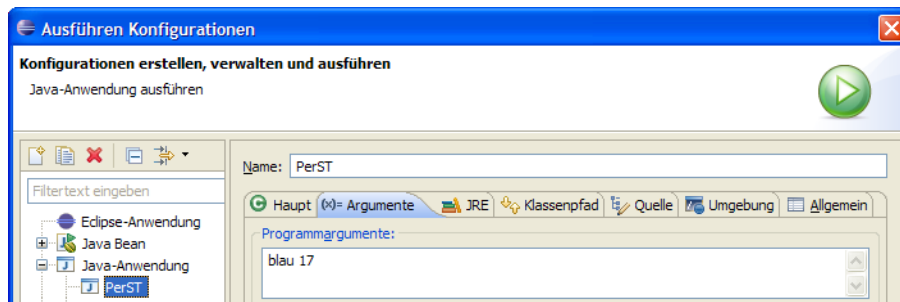 Ausführen Konfigurationen
Konfigurationen erstellen, verwalten und ausführen
Java-Anwendung ausführen
Name: PerST
Filtertext eingeben
Haupt (x)= Argumente JRE Klassenpfad Quelle Umgebung Allgemein
Eclipse-Anwendung
Java Bean
Java-Anwendung
PerST
Programmargumente:
blau 17